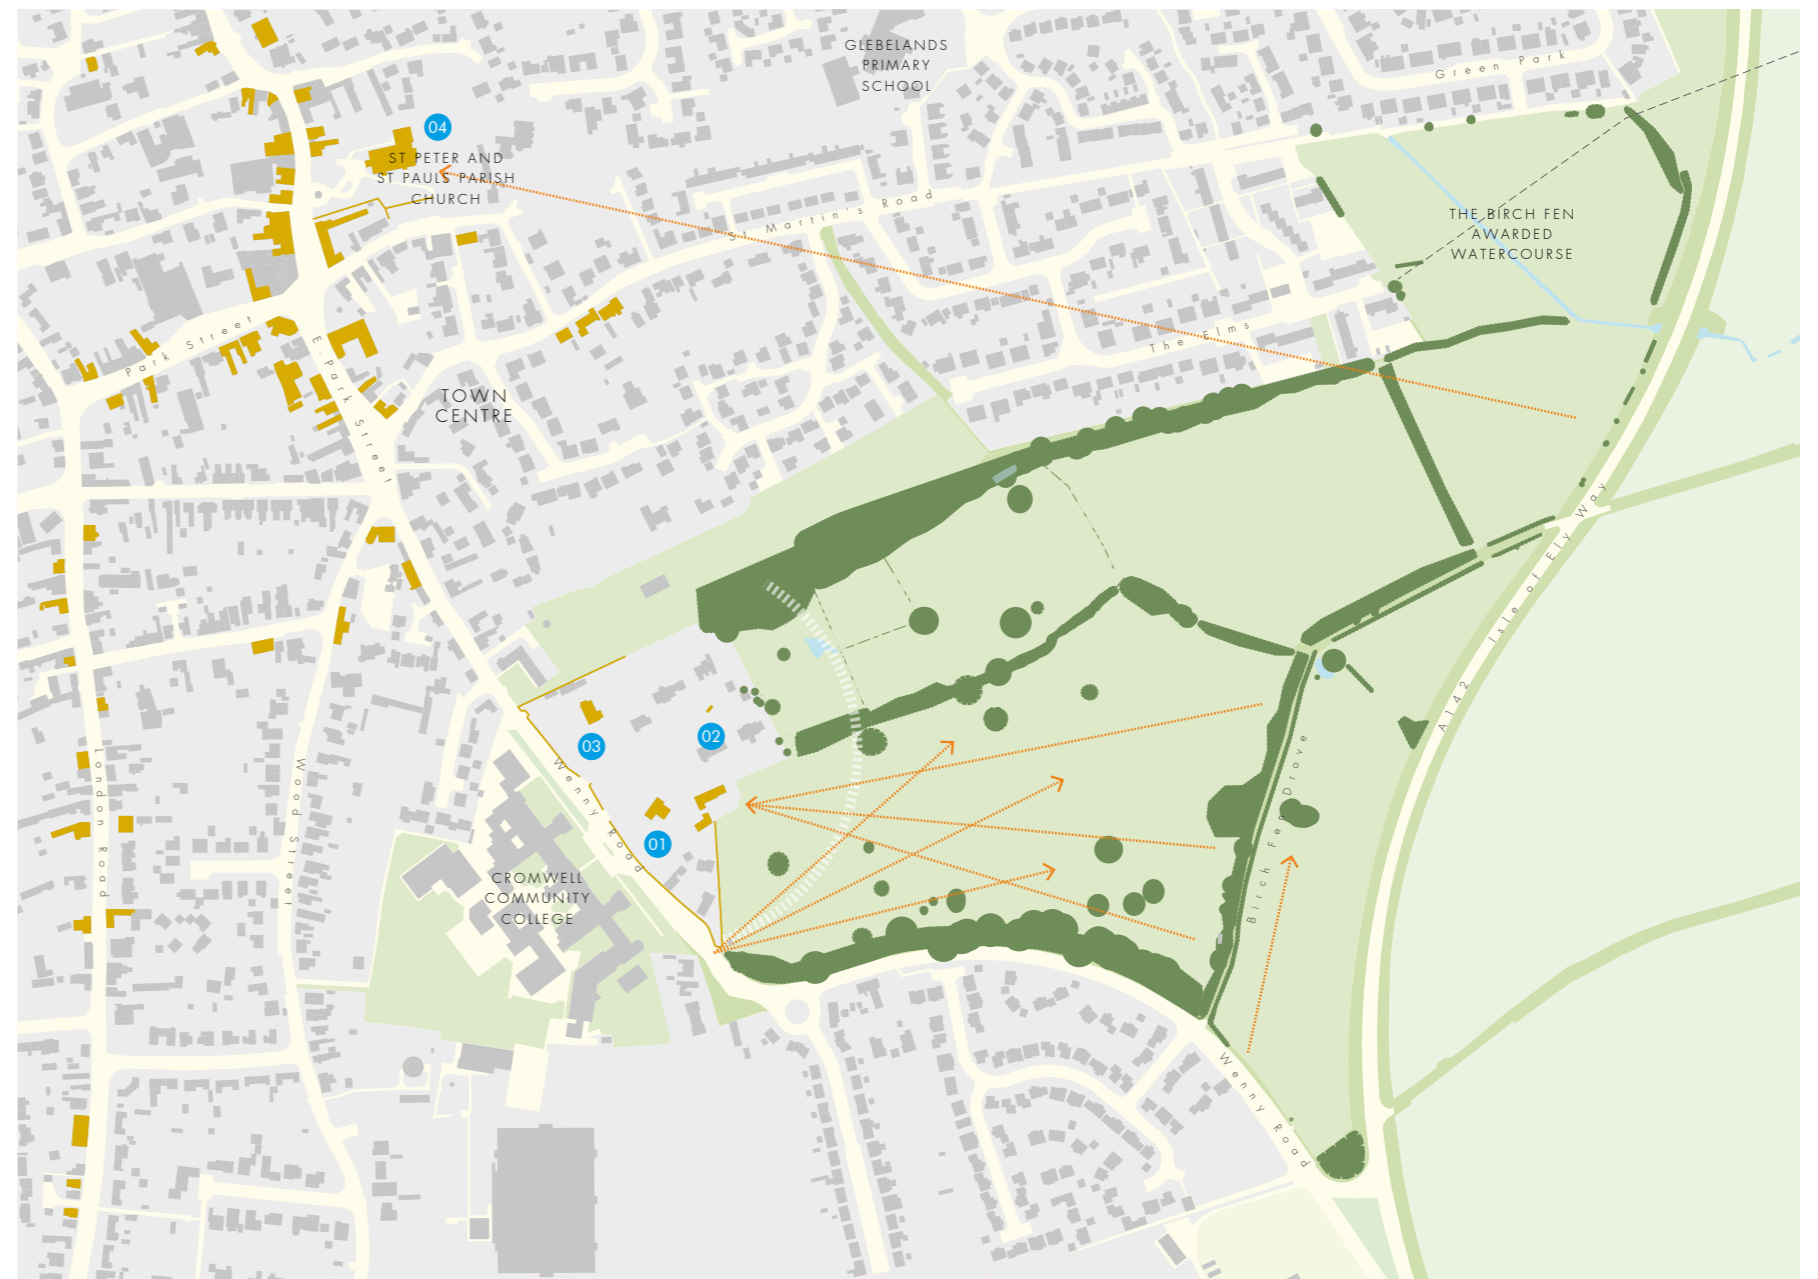 GLEBELANDS
PRIMARY
SCHOOL
Green Park
04
ST PETER AND
ST PAULS PARISH
CHURCH
St Martin's Road
THE BIRCH FEN
AWARDED
WATERCOURSE
Park Street
E. Park Street
The Elms
TOWN
CENTRE
A142 Isle of Ely Way
03
02
01
Wenny Road
London Road
Wood Street
Birch Fen Drove
CROMWELL
COMMUNITY
COLLEGE
Wenny Road